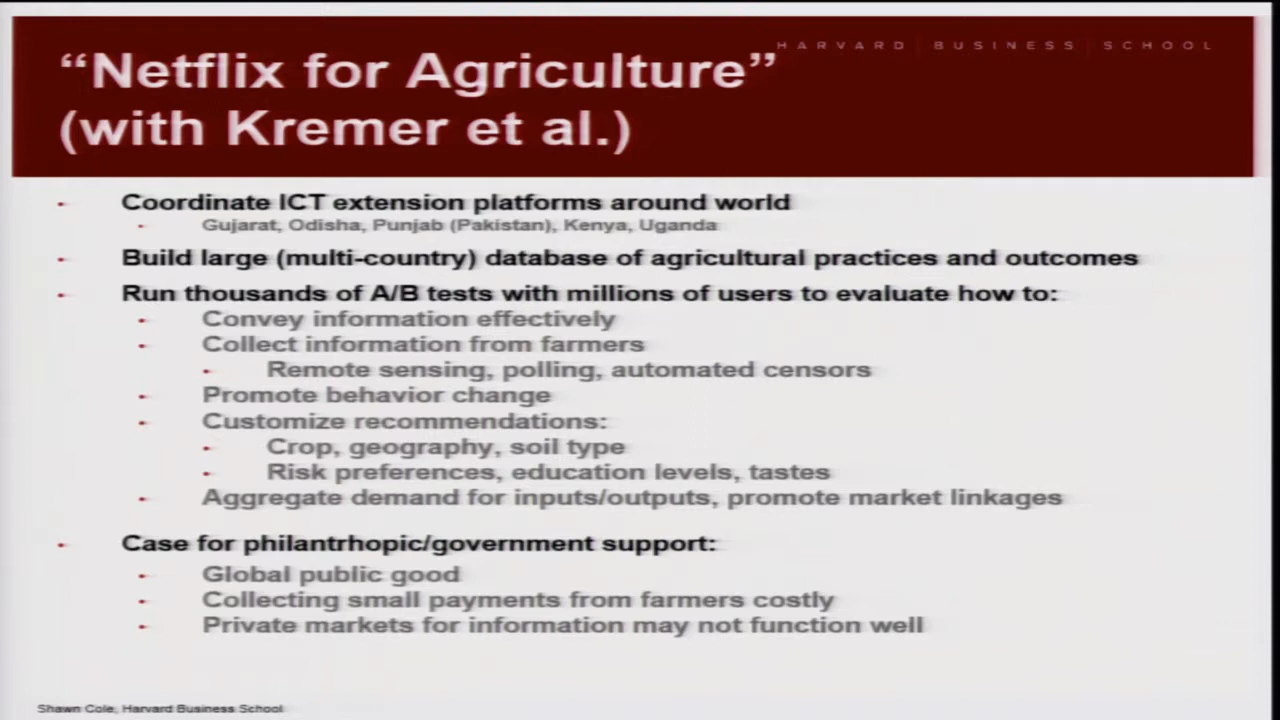 HARVARD | BUSINESS | SCHOOL
“Netflix for Agriculture”
(with Kremer et al.)
Coordinate ICT extension platforms around world
Gujarat, Odisha, Punjab (Pakistan), Kenya, Uganda
Build large (multi-country) database of agricultural practices and outcomes
Run thousands of A/B tests with millions of users to evaluate how to:
Convey information effectively
Collect information from farmers
Remote sensing, polling, automated censors
Promote behavior change
Customize recommendations:
Crop, geography, soil type
Risk preferences, education levels, tastes
Aggregate demand for inputs/outputs, promote market linkages
Case for philantrhopic/government support:
Global public good
Collecting small payments from farmers costly
Private markets for information may not function well
Shawn Cole, Harvard Business School